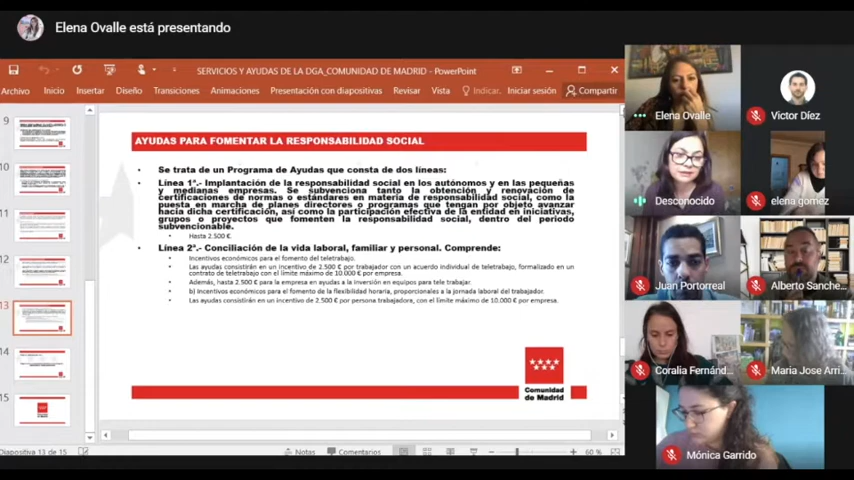 Elena Ovalle está presentando
SERVICIOS Y AYUDAS DE LA DGA_COMUNIDAD DE MADRID - PowerPoint
Archivo Inicio Insertar Diseño Transiciones Animaciones Presentación con diapositivas Revisar Vista Indicar. Iniciar sesión Compartir
9
10
11
12
13
14
15
AYUDAS PARA FOMENTAR LA RESPONSABILIDAD SOCIAL
Se trata de un Programa de Ayudas que consta de dos líneas:
Línea 1ª.- Implantación de la responsabilidad social en los autónomos y en las pequeñas
y medianas empresas. Se subvenciona tanto la obtención y renovación de
certificaciones de normas o estándares en materia de responsabilidad social, como la
puesta en marcha de planes directores o programas que tengan por objeto avanzar
hacia dicha certificación, así como la participación efectiva de la entidad en iniciativas,
grupos o proyectos que fomenten la responsabilidad social, dentro del periodo
subvencionable.
Hasta 2.500 €.
Línea 2ª.- Conciliación de la vida laboral, familiar y personal. Comprende:
Incentivos económicos para el fomento del teletrabajo.
Las ayudas consistirán en un incentivo de 2.500 € por trabajador con un acuerdo individual de teletrabajo, formalizado en un
contrato de teletrabajo con el límite máximo de 10.000 € por empresa.
Además, hasta 2.500 € para la empresa en ayudas a la inversión en equipos para tele trabajar.
b) Incentivos económicos para el fomento de la flexibilidad horaria, proporcionales a la jornada laboral del trabajador.
Las ayudas consistirán en un incentivo de 2.500 € por persona trabajadora, con el límite máximo de 10.000 € por empresa.
Comunidad
de Madrid
Diapositiva 13 de 15
Notas
Comentarios
60 %
Elena Ovalle
Victor Díez
Desconocido
elena gomez
Juan Portorreal
Alberto Sanche...
Coralia Fernánd...
Maria Jose Arri...
Mónica Garrido